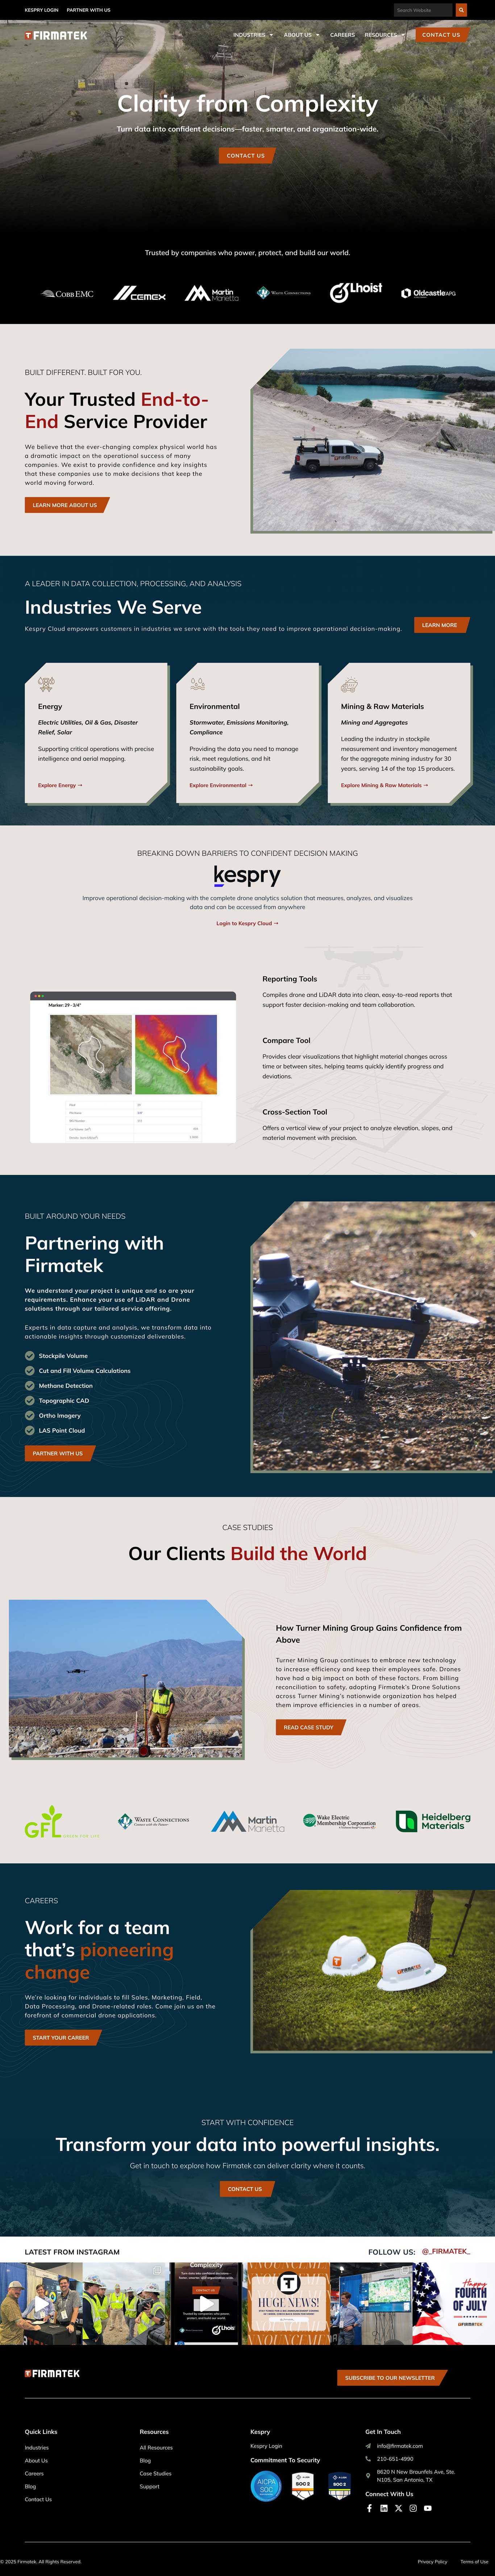 KESPRY LOGIN
PARTNER WITH US
Search Website
FIRMATEK
INDUSTRIES
ABOUT US
CAREERS
RESOURCES
CONTACT US
Clarity from Complexity
Turn data into confident decisions—faster, smarter, and organization-wide.
CONTACT US
Trusted by companies who power, protect, and build our world.
COBB EMC
CEMEX
Martin
Marietta
WASTE CONNECTIONS
Lhoist
Oldcastle APG
BUILT DIFFERENT. BUILT FOR YOU.
Your Trusted End-to-
End Service Provider
We believe that the ever-changing complex physical world has
a dramatic impact on the operational success of many
companies. We exist to provide confidence and key insights
that these companies use to make decisions that keep the
world moving forward.
LEARN MORE ABOUT US
A LEADER IN DATA COLLECTION, PROCESSING, AND ANALYSIS
Industries We Serve
Kespry Cloud empowers customers in industries we serve with the tools they need to improve operational decision-making.
LEARN MORE
Energy
Electric Utilities, Oil & Gas, Disaster
Relief, Solar
Supporting critical operations with precise
intelligence and aerial mapping.
Explore Energy →
Environmental
Stormwater, Emissions Monitoring,
Compliance
Providing the data you need to manage
risk, meet regulations, and hit
sustainability goals.
Explore Environmental →
Mining & Raw Materials
Mining and Aggregates
Leading the industry in stockpile
measurement and inventory management
for the aggregate mining industry for 30
years, serving 14 of the top 15 producers.
Explore Mining & Raw Materials →
BREAKING DOWN BARRIERS TO CONFIDENT DECISION MAKING
kespry
Improve operational decision-making with the complete drone analytics solution that measures, analyzes, and visualizes
data and can be accessed from anywhere
Login to Kespry Cloud →
Marker: 29 - 3/4"
Reporting Tools
Compiles drone and LiDAR data into clean, easy-to-read reports that
support faster decision-making and team collaboration.
Compare Tool
Provides clear visualizations that highlight material changes across
time or between sites, helping teams quickly identify progress and
deviations.
Cross-Section Tool
Offers a vertical view of your project to analyze elevation, slopes, and
material movement with precision.
BUILT AROUND YOUR NEEDS
Partnering with
Firmatek
We understand your project is unique and so are your
requirements. Enhance your use of LiDAR and Drone
solutions through our tailored service offering.
Experts in data capture and analysis, we transform data into
actionable insights through customized deliverables.
Stockpile Volume
Cut and Fill Volume Calculations
Methane Detection
Topographic CAD
Ortho Imagery
LAS Point Cloud
PARTNER WITH US
CASE STUDIES
Our Clients Build the World
How Turner Mining Group Gains Confidence from
Above
Turner Mining Group continues to embrace new technology
to increase efficiency and keep their employees safe. Drones
have had a big impact on both of these factors. From billing
reconciliation to safety, adopting Firmatek's Drone Solutions
across Turner Mining's nationwide organization has helped
them improve efficiencies in a number of areas.
READ CASE STUDY
GFL GREEN FOR LIFE
WASTE CONNECTIONS
Connect with the Future
Martin
Marietta
Wake Electric
Membership Corporation
Heidelberg
Materials
CAREERS
Work for a team
that's pioneering
change
We're looking for individuals to fill Sales, Marketing, Field,
Data Processing, and Drone-related roles. Come join us on the
forefront of commercial drone applications.
START YOUR CAREER
START WITH CONFIDENCE
Transform your data into powerful insights.
Get in touch to explore how Firmatek can deliver clarity where it counts.
CONTACT US
LATEST FROM INSTAGRAM
FOLLOW US:
@_FIRMATEK_
Complexity
CONTACT US
Lhoist
HUGE NEWS!
Happy
FOURTH
OF JULY
FIRMATEK
FIRMATEK
SUBSCRIBE TO OUR NEWSLETTER
Quick Links
Industries
About Us
Careers
Blog
Contact Us
Resources
All Resources
Blog
Case Studies
Support
Kespry
Kespry Login
Commitment To Security
AICPA
SOC
SOC 2
SOC 2
Get In Touch
info@firmatek.com
210-651-4990
8620 N New Braunfels Ave, Ste.
N105, San Antonio, TX
Connect With Us
© 2025 Firmatek. All Rights Reserved.
Privacy Policy
Terms of Use